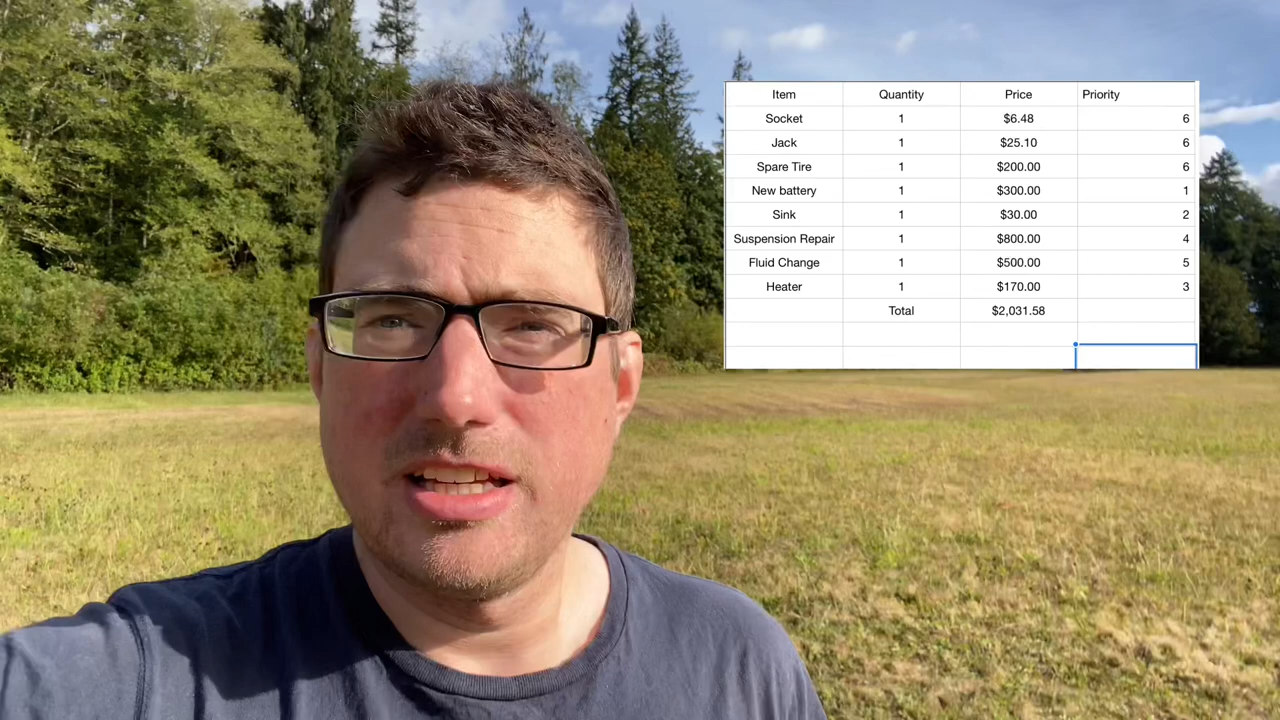 Item Quantity Price Priority
Socket 1 $6.48 6
Jack 1 $25.10 6
Spare Tire 1 $200.00 6
New battery 1 $300.00 1
Sink 1 $30.00 2
Suspension Repair 1 $800.00 4
Fluid Change 1 $500.00 5
Heater 1 $170.00 3
Total $2,031.58